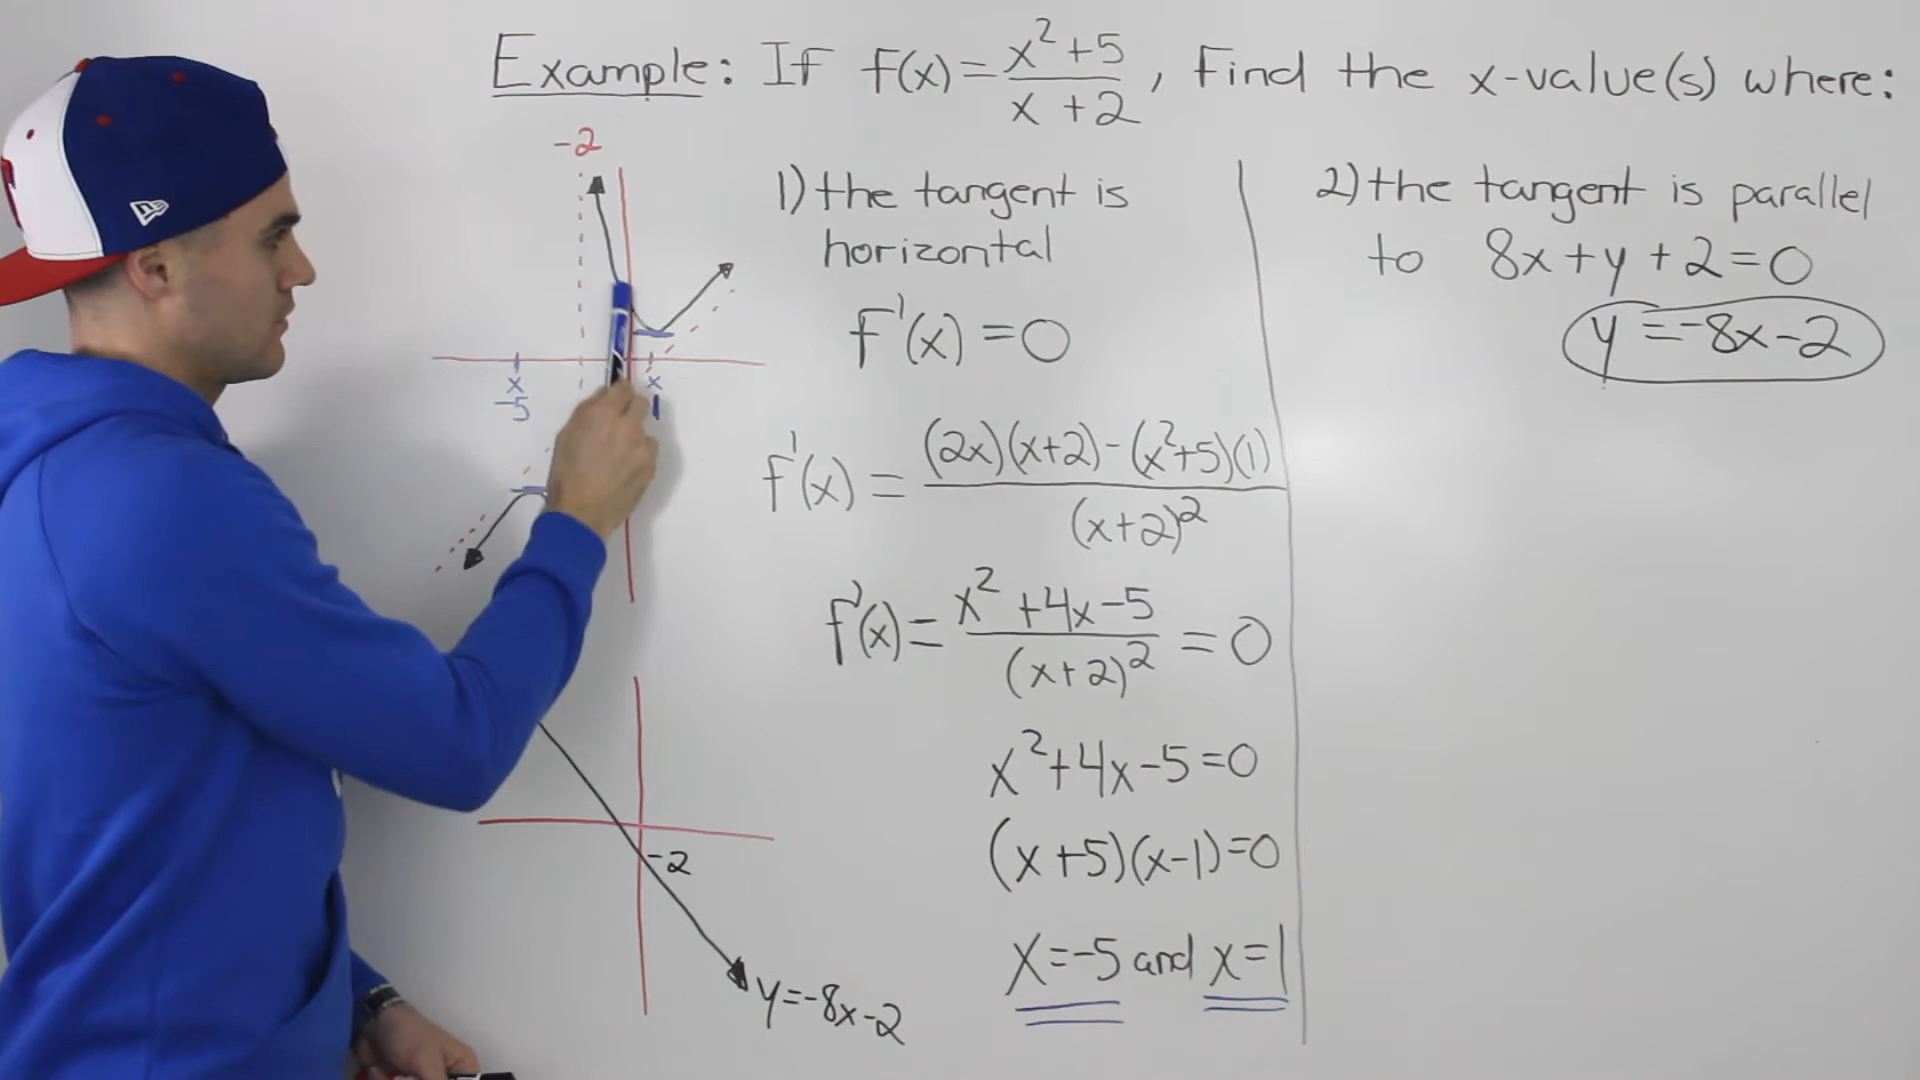 Example: If f(x) = (x² + 5)/(x + 2), find the x-value(s) where:
-2
x
-5
x
1
-2
y=-8x-2
1) the tangent is
horizontal
f'(x) = 0
f'(x) = ((2x)(x+2) - (x²+5)(1))/((x+2)²)
f'(x) = (x² + 4x - 5)/((x+2)²) = 0
x² + 4x - 5 = 0
(x + 5)(x - 1) = 0
x = -5 and x = 1
2) the tangent is parallel
to 8x + y + 2 = 0
y = -8x - 2